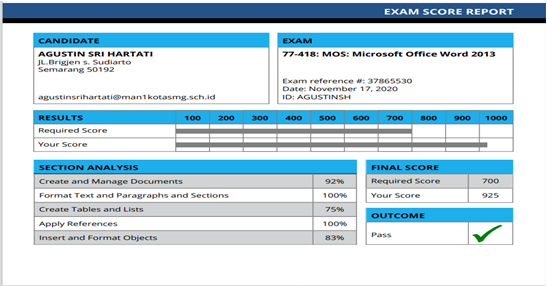 EXAM SCORE REPORT
CANDIDATE
AGUSTIN SRI HARTATI
JL.Brigjen s. Sudiarto
Semarang 50192
agustinsrihartati@man1kotasmg.sch.id
EXAM
77-418: MOS: Microsoft Office Word 2013
Exam reference #: 37865530
Date: November 17, 2020
ID: AGUSTINSH
RESULTS 100 200 300 400 500 600 700 800 900 1000
Required Score
Your Score
SECTION ANALYSIS
Create and Manage Documents 92%
Format Text and Paragraphs and Sections 100%
Create Tables and Lists 75%
Apply References 100%
Insert and Format Objects 83%
FINAL SCORE
Required Score 700
Your Score 925
OUTCOME
Pass